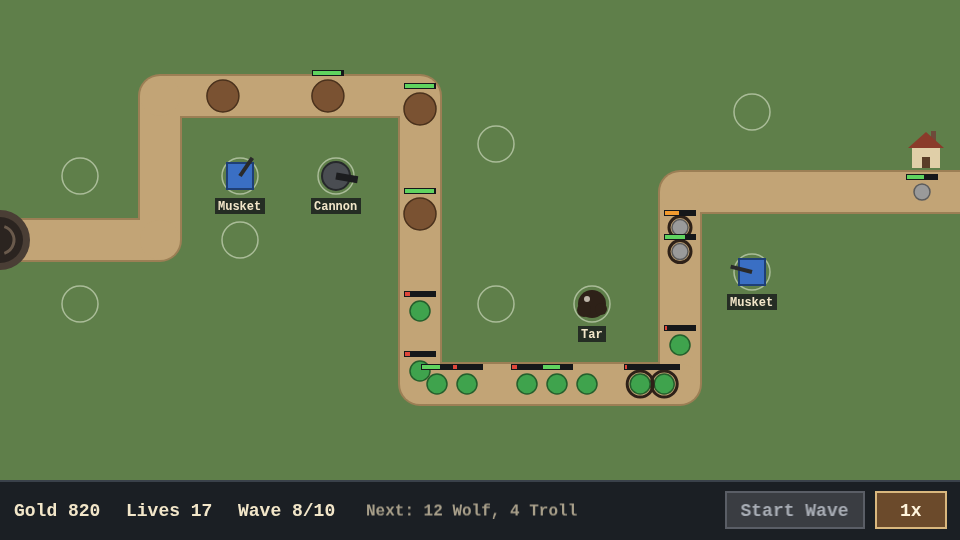 Musket
Cannon
Musket
Tar
Gold 820
Lives 17
Wave 8/10
Next: 12 Wolf, 4 Troll
Start Wave
1x